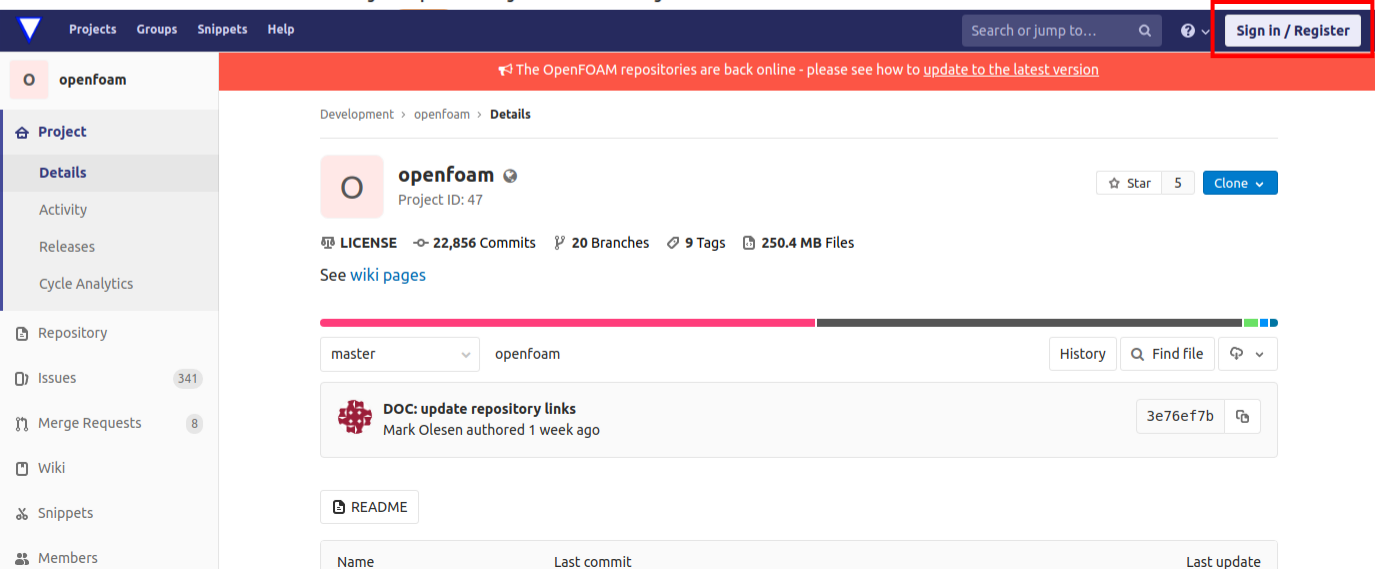 Projects Groups Snippets Help Search or jump to… Sign in / Register
O openfoam
The OpenFOAM repositories are back online - please see how to update to the latest version
Project
Details
Activity
Releases
Cycle Analytics
Repository
Issues 341
Merge Requests 8
Wiki
Snippets
Members
Development › openfoam › Details
O
openfoam
Project ID: 47
Star 5 Clone
LICENSE 22,856 Commits 20 Branches 9 Tags 250.4 MB Files
See wiki pages
master openfoam History Find file
DOC: update repository links
Mark Olesen authored 1 week ago
3e76ef7b
README
Name Last commit Last update